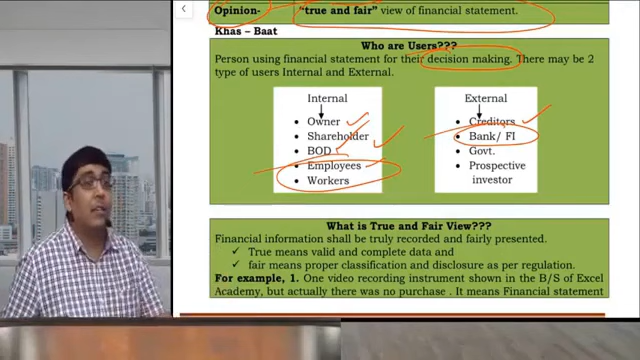 Opinion- "true and fair" view of financial statement.
Khas - Baat
Who are Users???
Person using financial statement for their decision making. There may be 2
type of users Internal and External.
Internal
• Owner
• Shareholder
• BOD
• Employees
• Workers
External
• Creditors
• Bank/ FI
• Govt.
• Prospective
investor
What is True and Fair View???
Financial information shall be truly recorded and fairly presented.
✓ True means valid and complete data and
✓ fair means proper classification and disclosure as per regulation.
For example, 1. One video recording instrument shown in the B/S of Excel
Academy, but actually there was no purchase . It means Financial statement